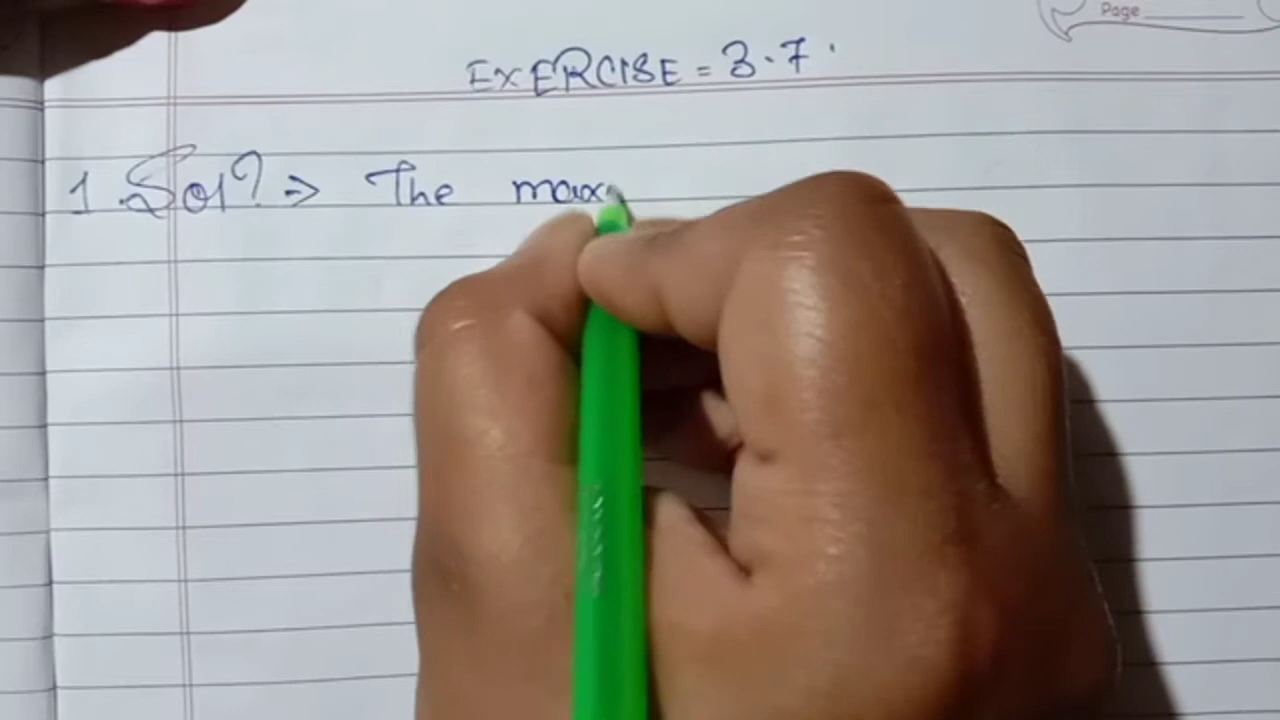 Page
EXERCISE = 3.7.
1 Sol? => The max